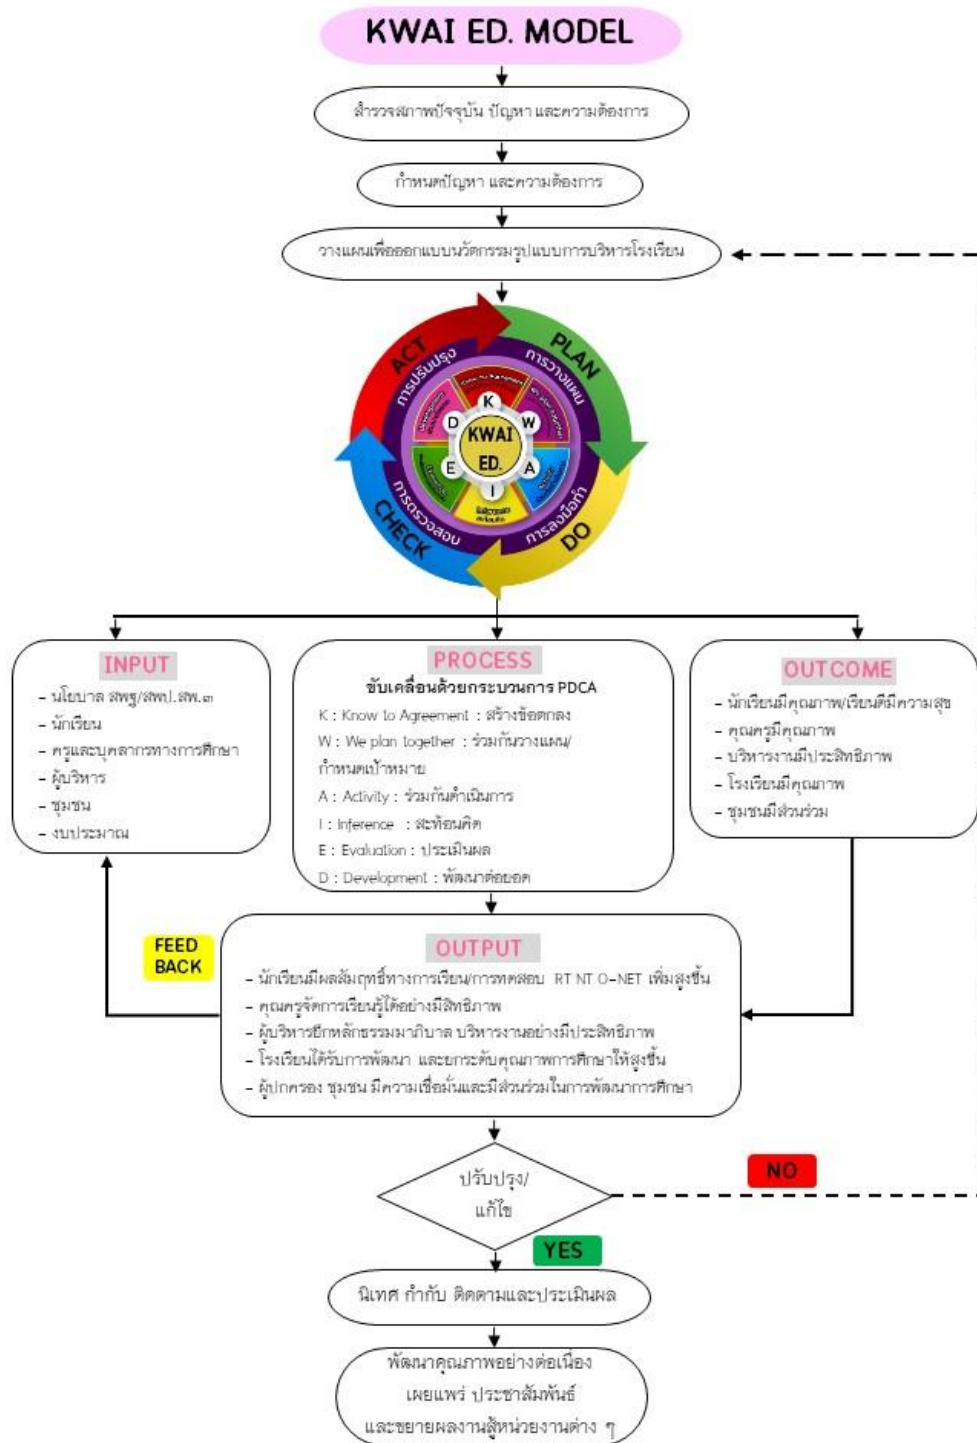 KWAI ED. MODEL
สำรวจสภาพปัจจุบัน ปัญหา และความต้องการ
กำหนดปัญหา และความต้องการ
วางแผนเพื่อออกแบบนวัตกรรมรูปแบบการบริหารโรงเรียน
ACT
PLAN
การปรับปรุง
การวางแผน
K
D
W
KWAI
ED.
E
A
I
การตรวจสอบ
การลงมือทำ
CHECK
DO
INPUT
- นโยบาล สพฐ/สพป.สพ.๓
- นักเรียน
- ครูและบุคลากรทางการศึกษา
- ผู้บริหาร
- ชุมชน
- งบประมาณ
PROCESS
ขับเคลื่อนด้วยกระบวนการ PDCA
K : Know to Agreement : สร้างข้อตกลง
W : We plan together : ร่วมกันวางแผน/
กำหนดเป้าหมาย
A : Activity : ร่วมกันดำเนินการ
I : Inference : สะท้อนคิด
E : Evaluation : ประเมินผล
D : Development : พัฒนาต่อยอด
OUTCOME
- นักเรียนมีคุณภาพ/เรียนดีมีความสุข
- คุณครูมีคุณภาพ
- บริหารงานมีประสิทธิภาพ
- โรงเรียนมีคุณภาพ
- ชุมชนมีส่วนร่วม
FEED
BACK
OUTPUT
- นักเรียนมีผลสัมฤทธิ์ทางการเรียน/การทดสอบ RT NT O-NET เพิ่มสูงขึ้น
- คุณครูจัดการเรียนรู้ได้อย่างมีสิทธิภาพ
- ผู้บริหารยึดหลักธรรมมาภิบาล บริหารงานอย่างมีประสิทธิภาพ
- โรงเรียนได้รับการพัฒนา และยกระดับคุณภาพการศึกษาให้สูงขึ้น
- ผู้ปกครอง ชุมชน มีความเชื่อมั่นและมีส่วนร่วมในการพัฒนาการศึกษา
ปรับปรุง/
แก้ไข
NO
YES
นิเทศ กำกับ ติดตามและประเมินผล
พัฒนาคุณภาพอย่างต่อเนื่อง
เผยแพร่ ประชาสัมพันธ์
และขยายผลงานสู้หน่วยงานต่าง ๆ